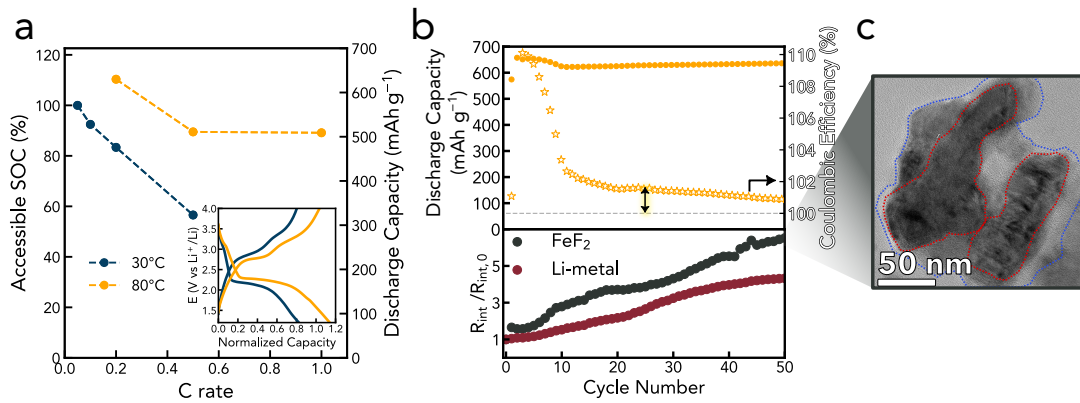 a
120
100
80
60
40
20
0
Accessible SOC (%)
700
600
500
400
300
200
100
0
Discharge Capacity (mAh g⁻¹)
0.0 0.2 0.4 0.6 0.8 1.0
C rate
30°C
80°C
4.0
3.5
3.0
2.5
2.0
1.5
E (V vs Li⁺/Li)
0.0 0.2 0.4 0.6 0.8 1.0 1.2
Normalized Capacity
b
700
600
500
400
300
200
100
0
Discharge Capacity
(mAh g⁻¹)
110
108
106
104
102
100
Coulombic Efficiency (%)
FeF₂
Li-metal
5
3
1
R_int/R_int,0
0 10 20 30 40 50
Cycle Number
c
50 nm